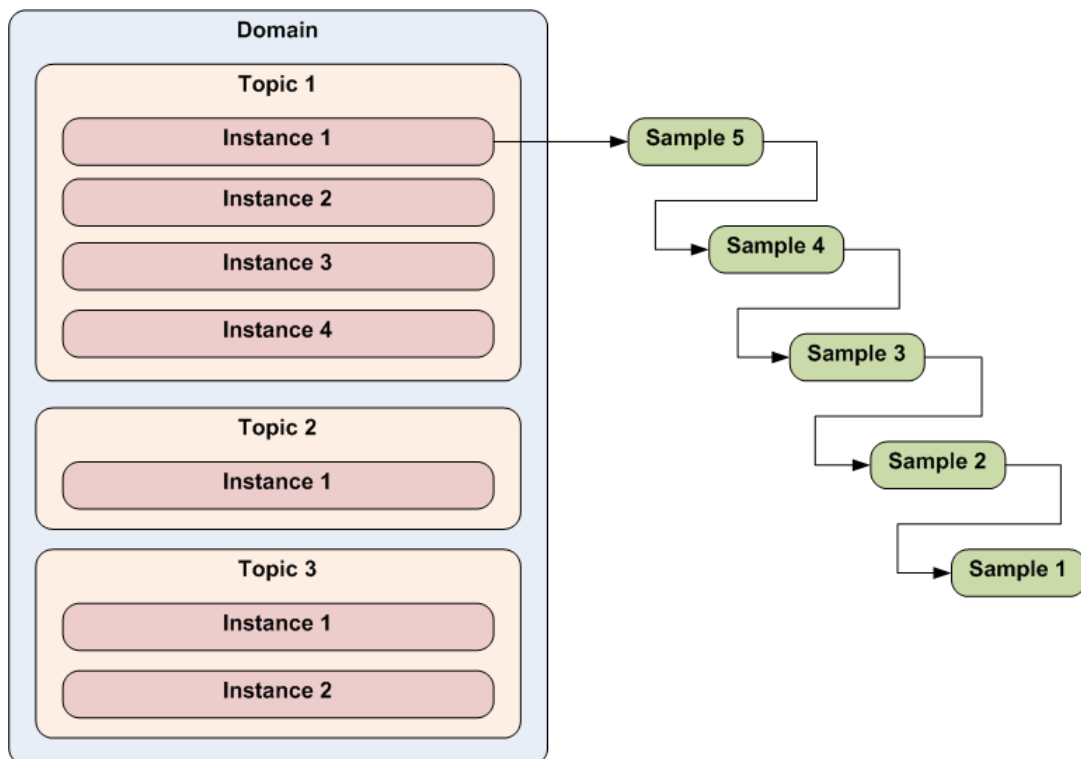 Domain
Topic 1
Instance 1
Instance 2
Instance 3
Instance 4
Topic 2
Instance 1
Topic 3
Instance 1
Instance 2
Sample 5
Sample 4
Sample 3
Sample 2
Sample 1